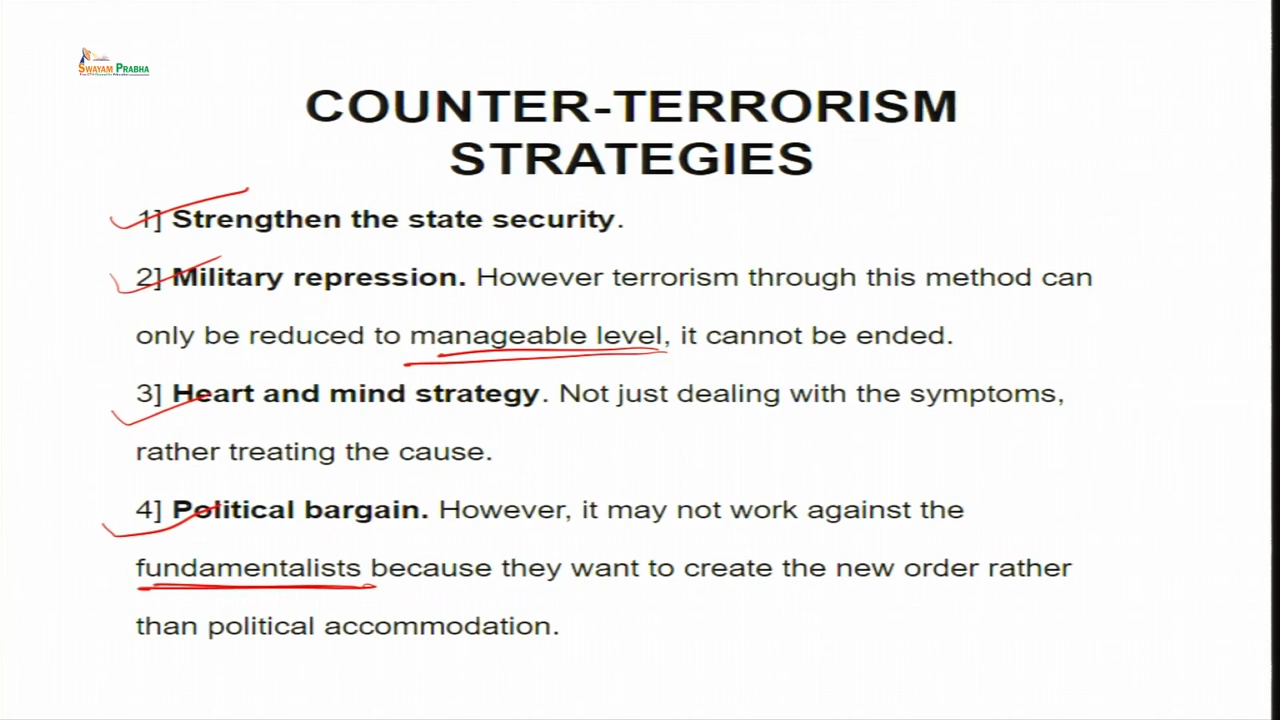 SWAYAM PRABHA
COUNTER-TERRORISM
STRATEGIES
1] Strengthen the state security.
2] Military repression. However terrorism through this method can
only be reduced to manageable level, it cannot be ended.
3] Heart and mind strategy. Not just dealing with the symptoms,
rather treating the cause.
4] Political bargain. However, it may not work against the
fundamentalists because they want to create the new order rather
than political accommodation.